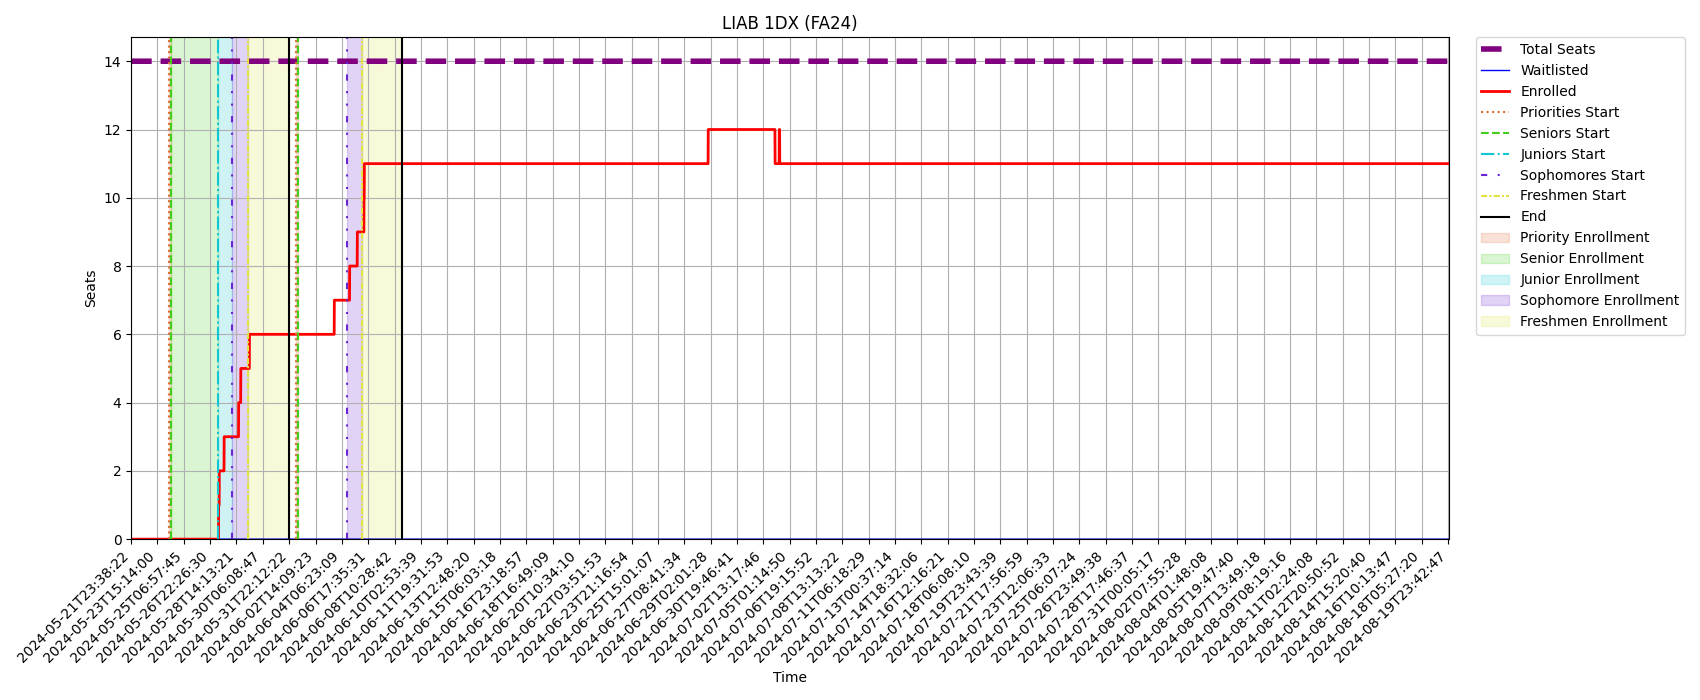 LIAB 1DX (FA24)
Seats
14
12
10
8
6
4
2
0
2024-05-21T23:38:22
2024-05-23T15:14:00
2024-05-25T06:57:45
2024-05-26T22:26:30
2024-05-28T14:13:21
2024-05-30T06:08:47
2024-05-31T22:12:22
2024-06-02T14:09:23
2024-06-04T06:23:09
2024-06-06T17:35:31
2024-06-08T10:28:42
2024-06-10T02:53:39
2024-06-11T19:31:53
2024-06-13T12:48:20
2024-06-15T06:03:18
2024-06-16T23:18:57
2024-06-18T16:49:09
2024-06-20T10:34:10
2024-06-22T03:51:53
2024-06-23T21:16:54
2024-06-25T15:01:07
2024-06-27T08:41:34
2024-06-29T02:01:28
2024-06-30T19:46:41
2024-07-02T13:17:46
2024-07-05T01:14:50
2024-07-06T19:15:52
2024-07-08T13:13:22
2024-07-11T06:18:29
2024-07-13T00:37:14
2024-07-14T18:32:06
2024-07-16T12:16:21
2024-07-18T06:08:10
2024-07-19T23:43:39
2024-07-21T17:56:59
2024-07-23T12:06:33
2024-07-25T06:07:24
2024-07-26T23:49:38
2024-07-28T17:46:37
2024-07-31T00:05:17
2024-08-02T07:55:28
2024-08-04T01:48:08
2024-08-05T19:47:40
2024-08-07T13:49:18
2024-08-09T08:19:16
2024-08-11T02:24:08
2024-08-12T20:50:52
2024-08-14T15:20:40
2024-08-16T10:13:47
2024-08-18T05:27:20
2024-08-19T23:42:47
Time
Total Seats
Waitlisted
Enrolled
Priorities Start
Seniors Start
Juniors Start
Sophomores Start
Freshmen Start
End
Priority Enrollment
Senior Enrollment
Junior Enrollment
Sophomore Enrollment
Freshmen Enrollment